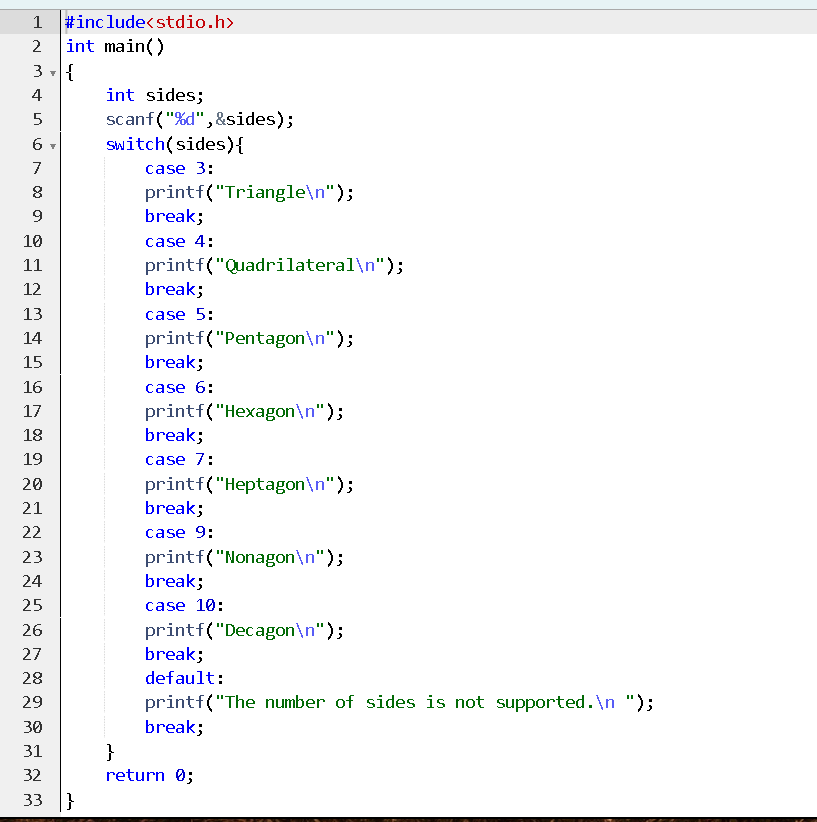 1 #include<stdio.h>
2 int main()
3 {
4     int sides;
5     scanf("%d",&sides);
6     switch(sides){
7         case 3:
8         printf("Triangle\n");
9         break;
10         case 4:
11         printf("Quadrilateral\n");
12         break;
13         case 5:
14         printf("Pentagon\n");
15         break;
16         case 6:
17         printf("Hexagon\n");
18         break;
19         case 7:
20         printf("Heptagon\n");
21         break;
22         case 9:
23         printf("Nonagon\n");
24         break;
25         case 10:
26         printf("Decagon\n");
27         break;
28         default:
29         printf("The number of sides is not supported.\n ");
30         break;
31     }
32     return 0;
33 }